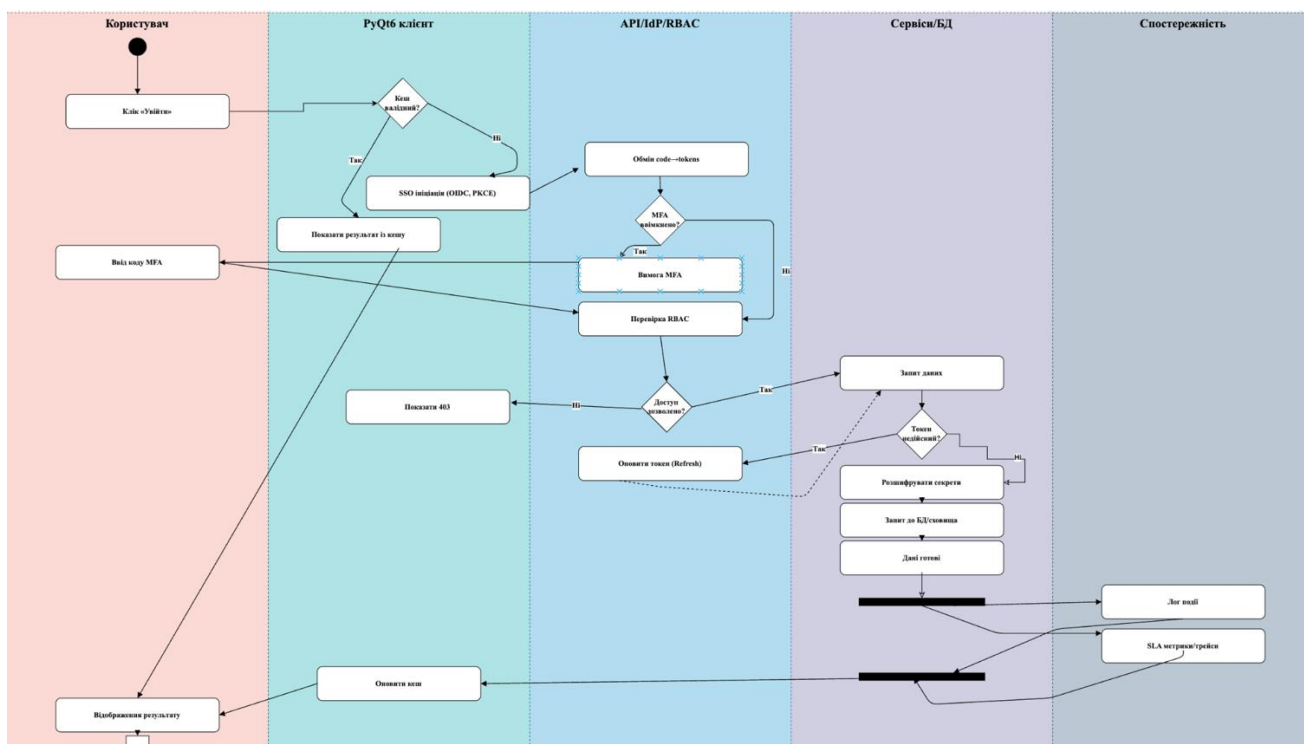 Користувач
PyQt6 клієнт
API/IdP/RBAC
Сервіси/БД
Спостережність
Клік «Увійти»
Кеш
валідний?
Ні
Так
Обмін code→tokens
SSO ініціація (OIDC, PKCE)
MFA
ввімкнено?
Показати результат із кешу
Так
Ні
Ввід коду MFA
Вимога MFA
Перевірка RBAC
Запит даних
Доступ
дозволено?
Так
Ні
Показати 403
Токен
недійсний?
Так
Ні
Оновити токен (Refresh)
Розшифрувати секрети
Запит до БД/сховища
Дані готові
Лог події
SLA метрики/трейси
Оновити кеш
Відображення результату